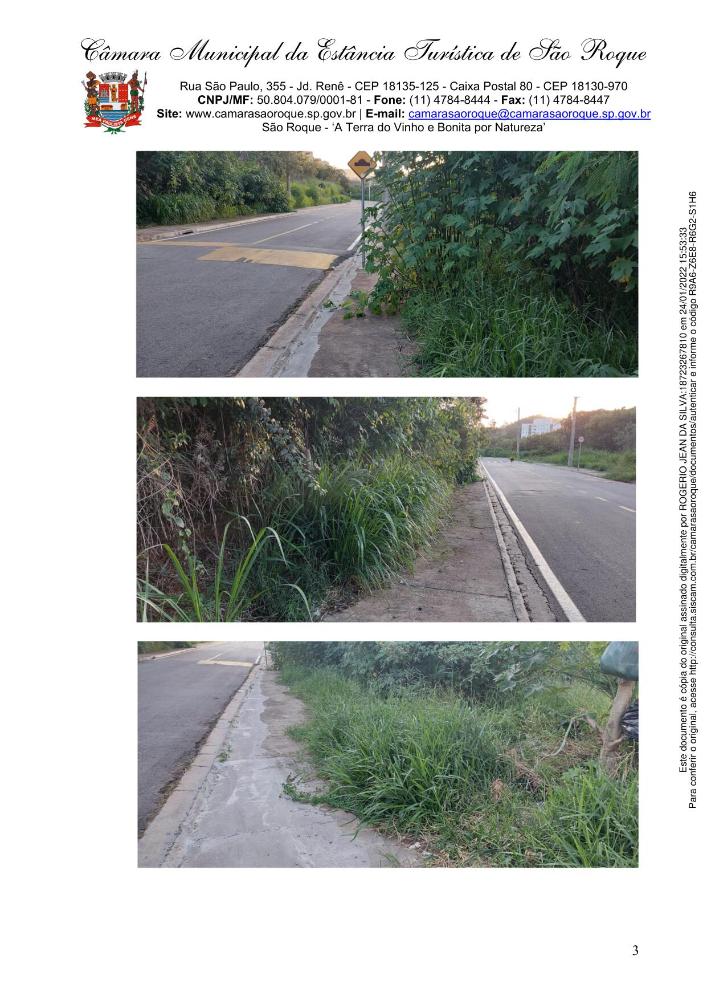 Câmara Municipal da Estância Turística de São Roque
Rua São Paulo, 355 - Jd. Renê - CEP 18135-125 - Caixa Postal 80 - CEP 18130-970
CNPJ/MF: 50.804.079/0001-81 - Fone: (11) 4784-8444 - Fax: (11) 4784-8447
Site: www.camarasaoroque.sp.gov.br | E-mail: camarasaoroque@camarasaoroque.sp.gov.br
São Roque - ‘A Terra do Vinho e Bonita por Natureza’
MEA PAULISTA GENS
Este documento é cópia do original assinado digitalmente por ROGERIO JEAN DA SILVA:18723267810 em 24/01/2022 15:53:33
Para conferir o original, acesse http://consulta.siscam.com.br/camarasaoroque/documentos/autenticar e informe o código R9A6-Z6E8-R6G2-S1H6
3